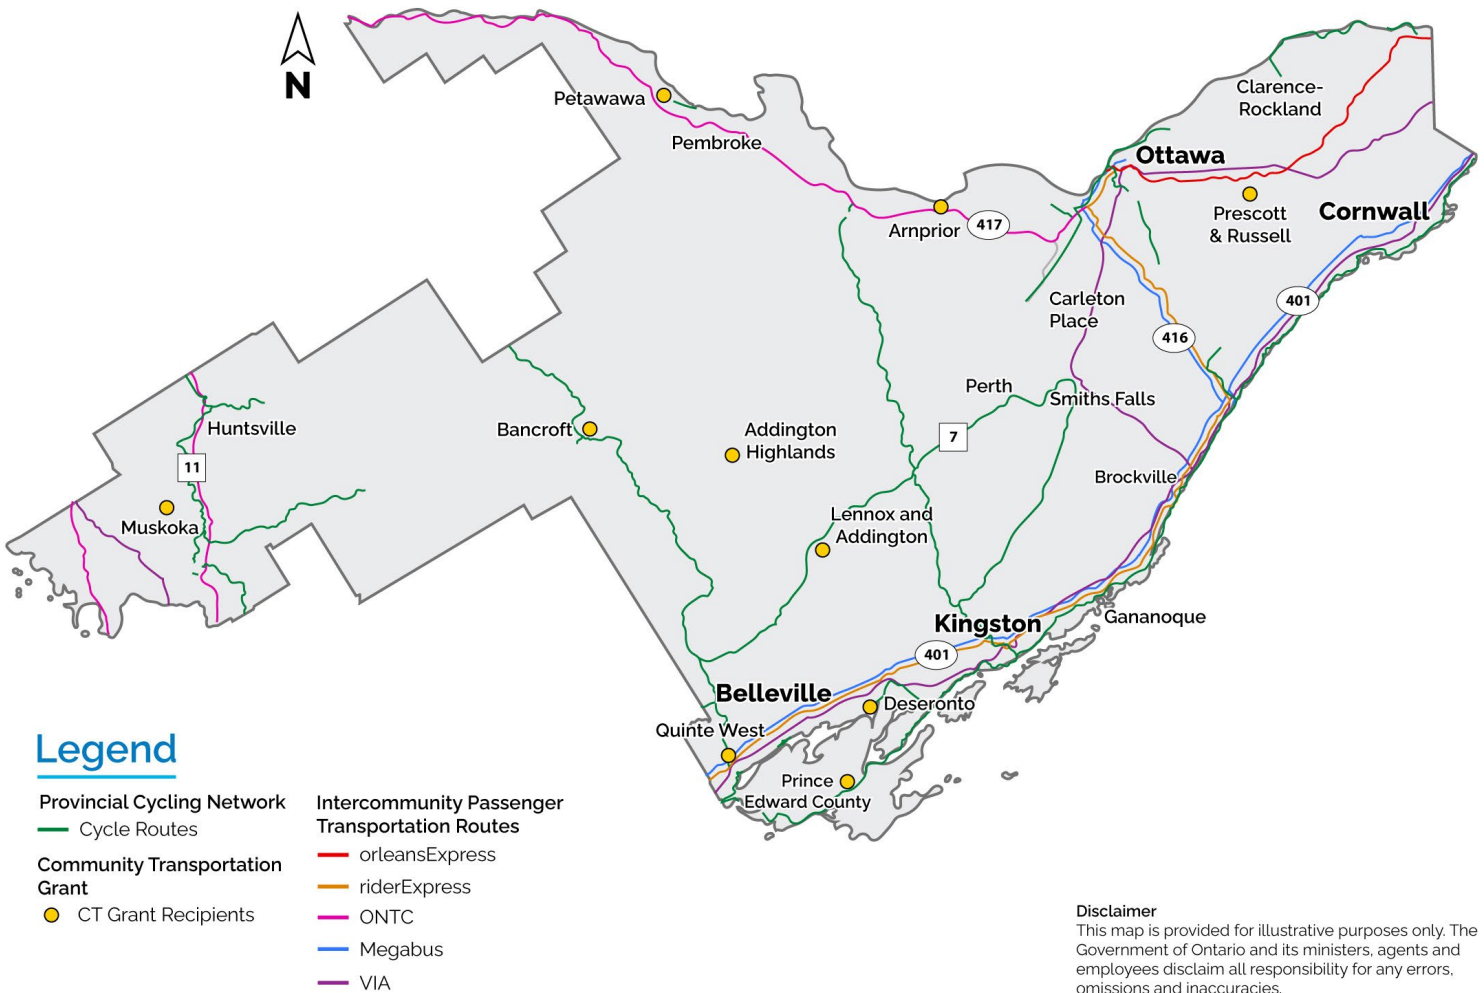 N
Petawawa
Pembroke
Clarence-
Rockland
Ottawa
Prescott
& Russell
Cornwall
Arnprior
417
Carleton
Place
401
416
Huntsville
11
Muskoka
Bancroft
Addington
Highlands
Perth
Smiths Falls
7
Brockville
Lennox and
Addington
Kingston
Gananoque
401
Belleville
Deseronto
Quinte West
Prince
Edward County
Legend
Provincial Cycling Network
Cycle Routes
Community Transportation
Grant
CT Grant Recipients
Intercommunity Passenger
Transportation Routes
orleansExpress
riderExpress
ONTC
Megabus
VIA
Disclaimer
This map is provided for illustrative purposes only. The
Government of Ontario and its ministers, agents and
employees disclaim all responsibility for any errors,
omissions and inaccuracies.